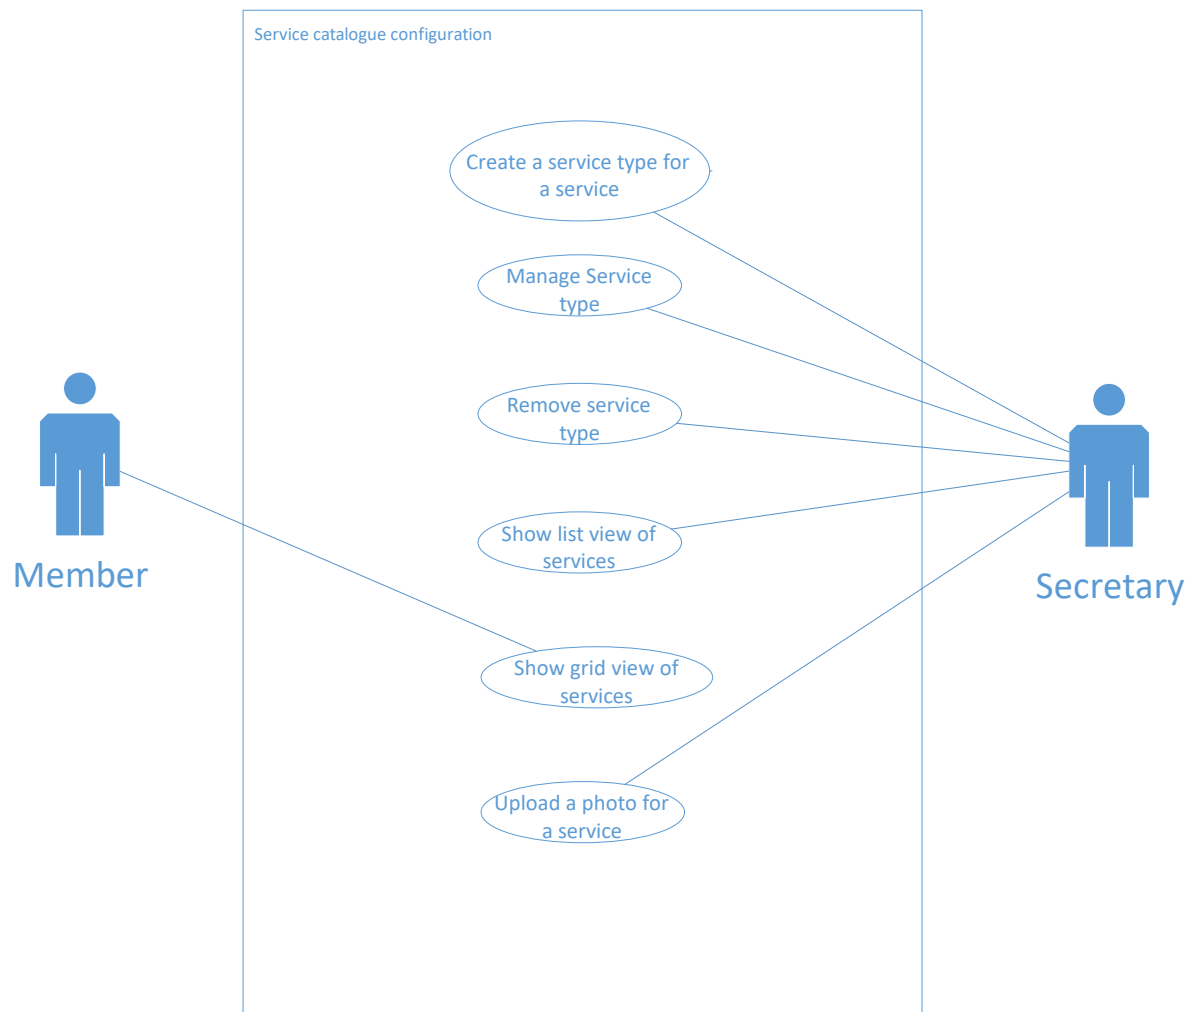 Service catalogue configuration
Create a service type for
a service
Manage Service
type
Remove service
type
Show list view of
services
Member
Secretary
Show grid view of
services
Upload a photo for
a service